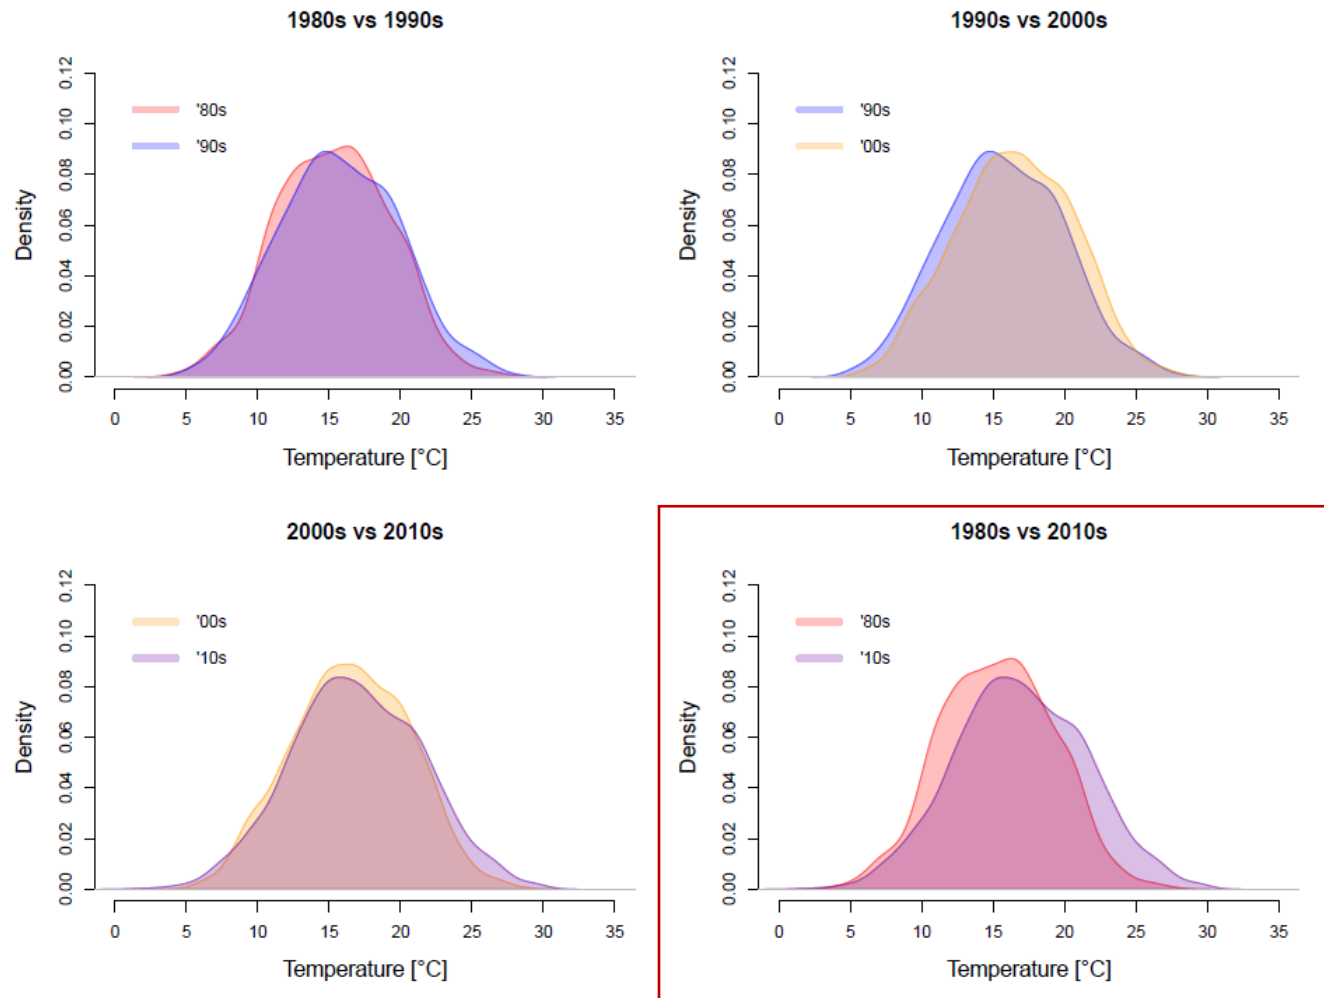 1980s vs 1990s
0.12
0.10
0.08
0.06
0.04
0.02
0.00
Density
'80s
'90s
0 5 10 15 20 25 30 35
Temperature [°C]
1990s vs 2000s
0.12
0.10
0.08
0.06
0.04
0.02
0.00
Density
'90s
'00s
0 5 10 15 20 25 30 35
Temperature [°C]
2000s vs 2010s
0.12
0.10
0.08
0.06
0.04
0.02
0.00
Density
'00s
'10s
0 5 10 15 20 25 30 35
Temperature [°C]
1980s vs 2010s
0.12
0.10
0.08
0.06
0.04
0.02
0.00
Density
'80s
'10s
0 5 10 15 20 25 30 35
Temperature [°C]